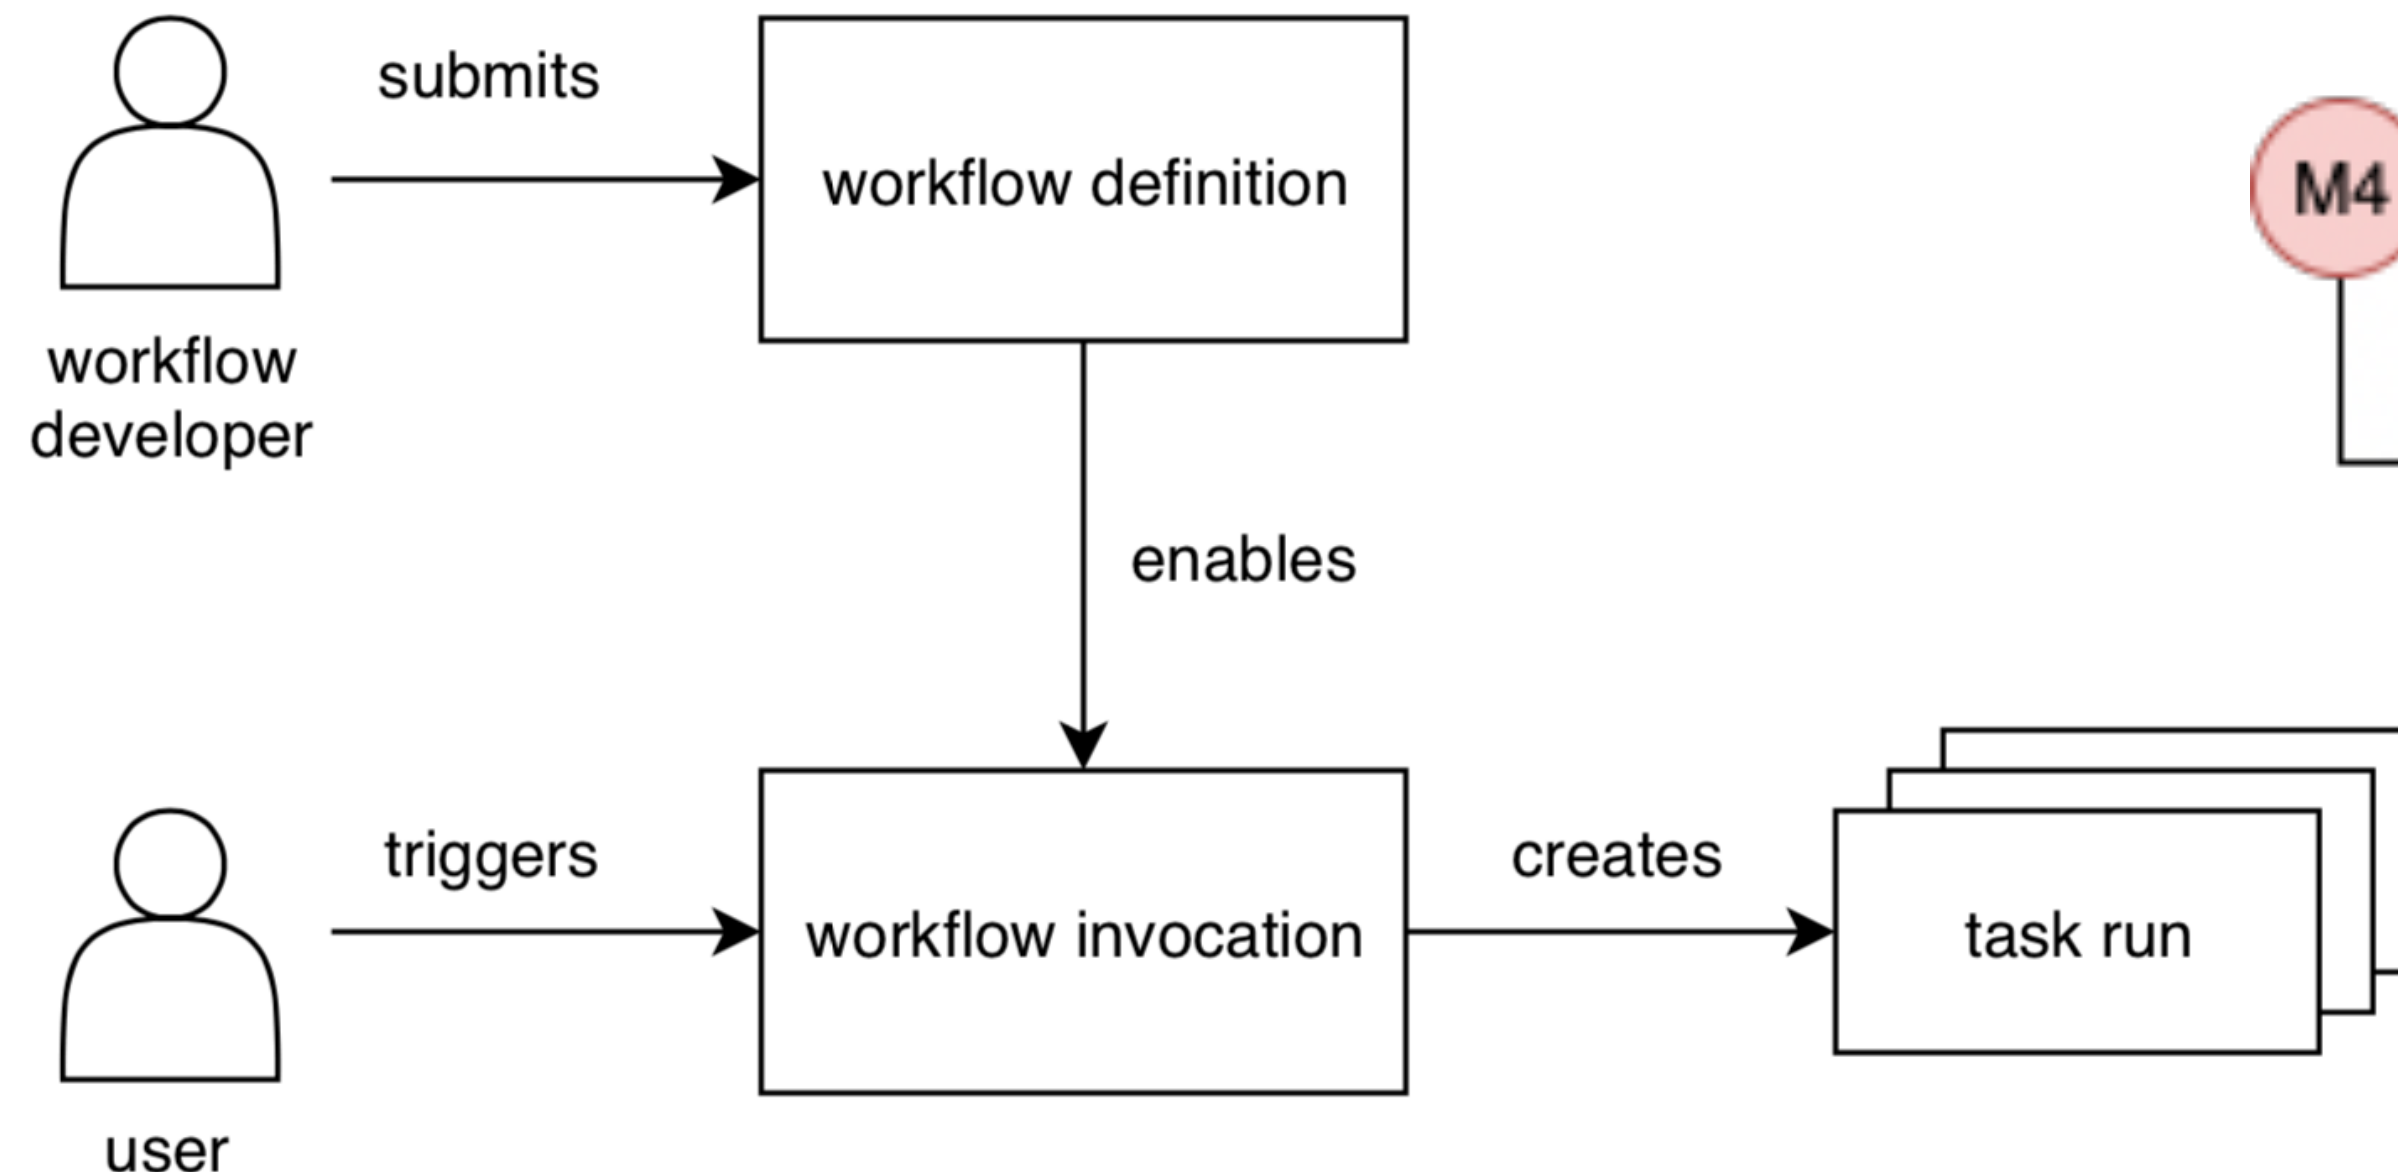 submits
workflow definition
M4
workflow
developer
enables
triggers
workflow invocation
creates
task run
user